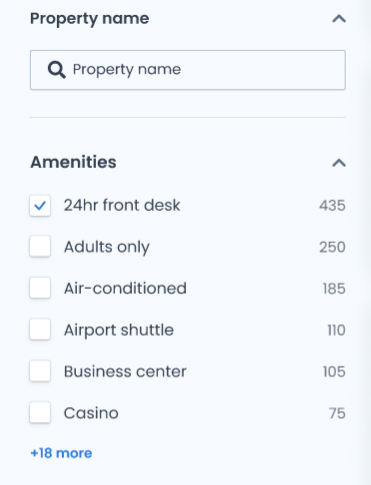 Property name
Property name
Amenities
24hr front desk 435
Adults only 250
Air-conditioned 185
Airport shuttle 110
Business center 105
Casino 75
+18 more